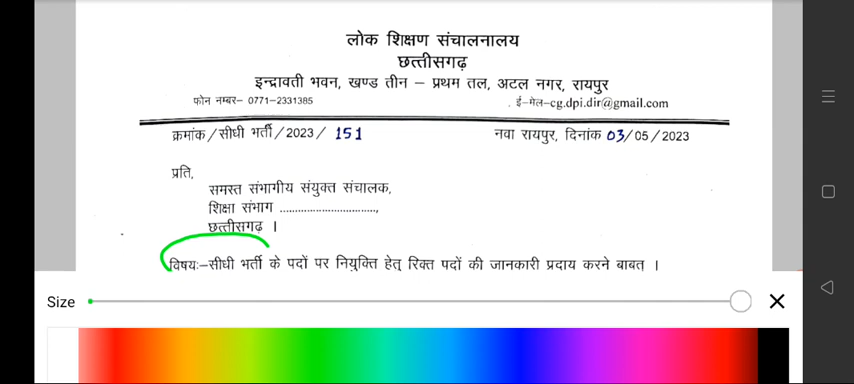 लोक शिक्षण संचालनालय
छत्तीसगढ़
इन्द्रावती भवन, खण्ड तीन – प्रथम तल, अटल नगर, रायपुर
फोन नम्बर– 0771–2331385 ई–मेल–cg.dpi.dir@gmail.com
क्रमांक/सीधी भर्ती/2023/ 151 नवा रायपुर, दिनांक 03/05/2023
प्रति,
समस्त संभागीय संयुक्त संचालक,
शिक्षा संभाग ................................,
छत्तीसगढ़ ।
विषयः–सीधी भर्ती के पदों पर नियुक्ति हेतु रिक्त पदों की जानकारी प्रदाय करने बाबत ।
Size